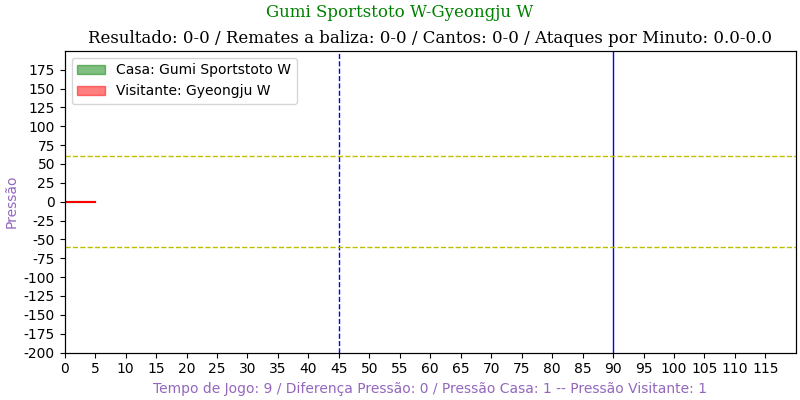 Gumi Sportstoto W-Gyeongju W
Resultado: 0-0 / Remates a baliza: 0-0 / Cantos: 0-0 / Ataques por Minuto: 0.0-0.0
Casa: Gumi Sportstoto W
Visitante: Gyeongju W
Pressão
175
150
125
100
75
50
25
0
-25
-50
-75
-100
-125
-150
-175
-200
0 5 10 15 20 25 30 35 40 45 50 55 60 65 70 75 80 85 90 95 100 105 110 115
Tempo de Jogo: 9 / Diferença Pressão: 0 / Pressão Casa: 1 -- Pressão Visitante: 1